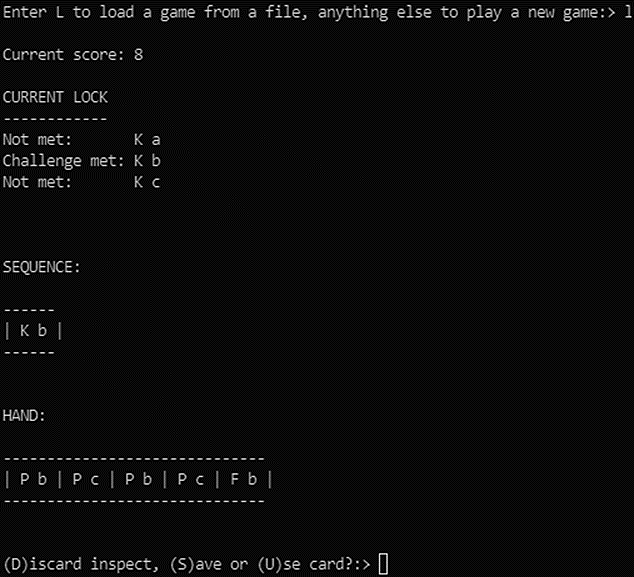 Enter L to load a game from a file, anything else to play a new game:> l
Current score: 8
CURRENT LOCK
------------
Not met:       K a
Challenge met: K b
Not met:       K c
SEQUENCE:
------
| K b |
------
HAND:
------------------------------
| P b | P c | P b | P c | F b |
------------------------------
(D)iscard inspect, (S)ave or (U)se card?:>